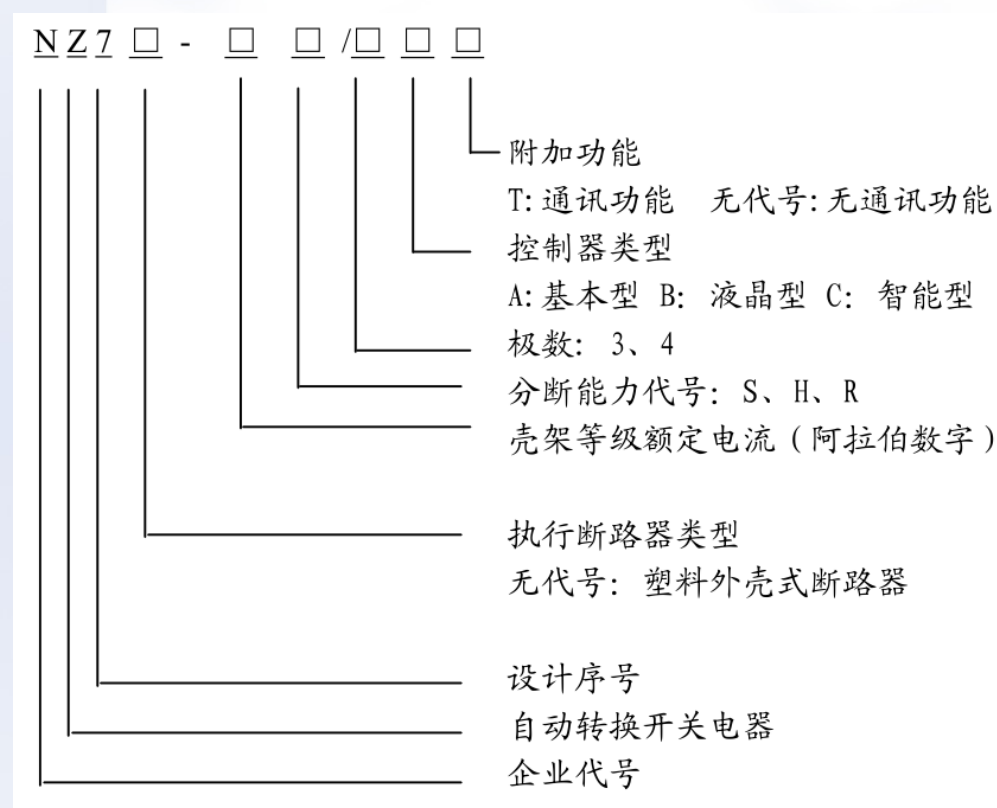 NZ7□-□ □/□□□
附加功能
T:通讯功能 无代号:无通讯功能
控制器类型
A:基本型 B: 液晶型 C: 智能型
极数: 3、4
分断能力代号: S、H、R
壳架等级额定电流(阿拉伯数字)
执行断路器类型
无代号: 塑料外壳式断路器
设计序号
自动转换开关电器
企业代号